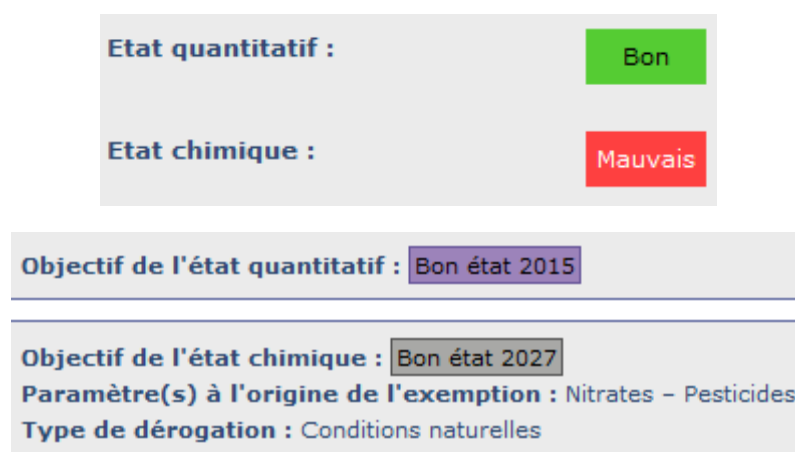 Etat quantitatif : Bon
Etat chimique : Mauvais
Objectif de l'état quantitatif : Bon état 2015
Objectif de l'état chimique : Bon état 2027
Paramètre(s) à l'origine de l'exemption : Nitrates – Pesticides
Type de dérogation : Conditions naturelles